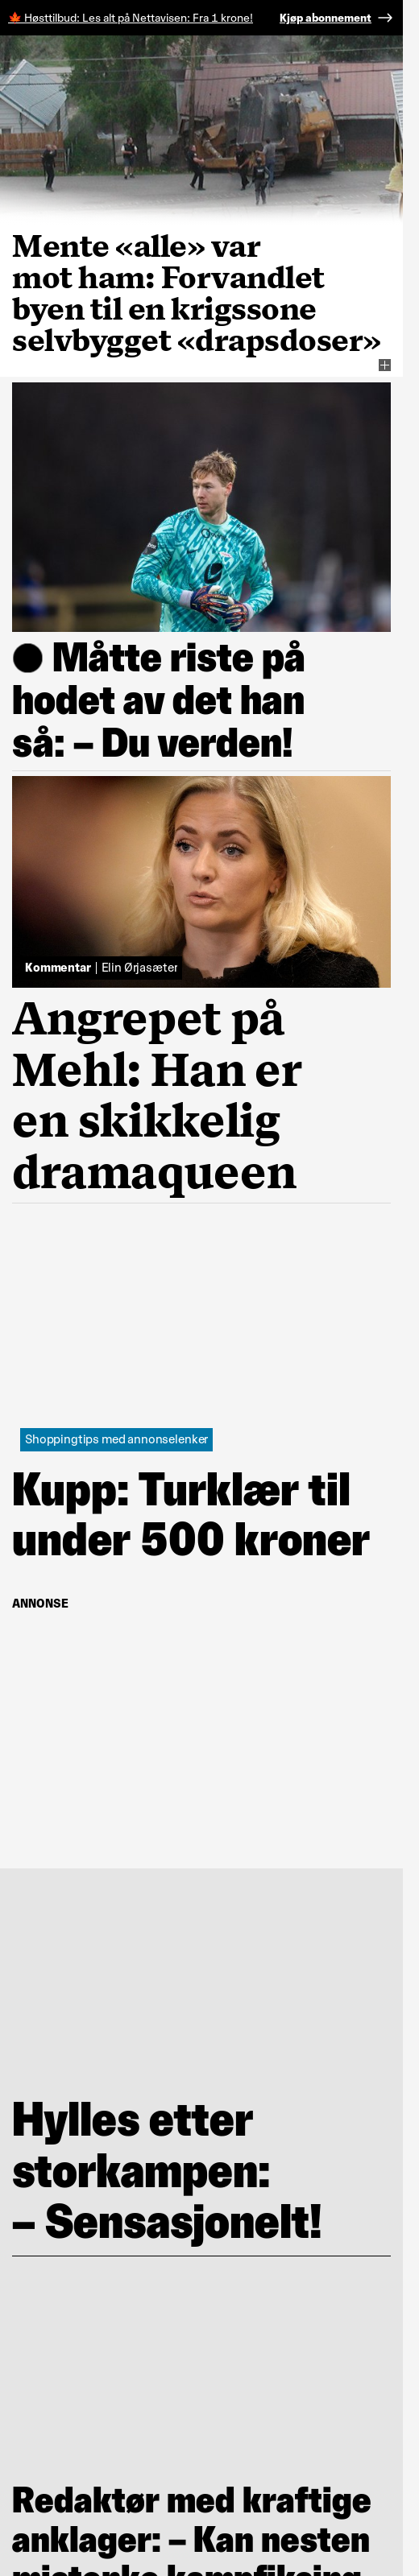 🍁 Høsttilbud: Les alt på Nettavisen: Fra 1 krone!
Kjøp abonnement →
Mente «alle» var
mot ham: Forvandlet
byen til en krigssone
selvbygget «drapsdoser»
Måtte riste på
hodet av det han
så: – Du verden!
Kommentar | Elin Ørjasæter
Angrepet på
Mehl: Han er
en skikkelig
dramaqueen
Shoppingtips med annonselenker
Kupp: Turklær til
under 500 kroner
ANNONSE
Hylles etter
storkampen:
– Sensasjonelt!
Redaktør med kraftige
anklager: – Kan nesten
mistenke kampfiksing